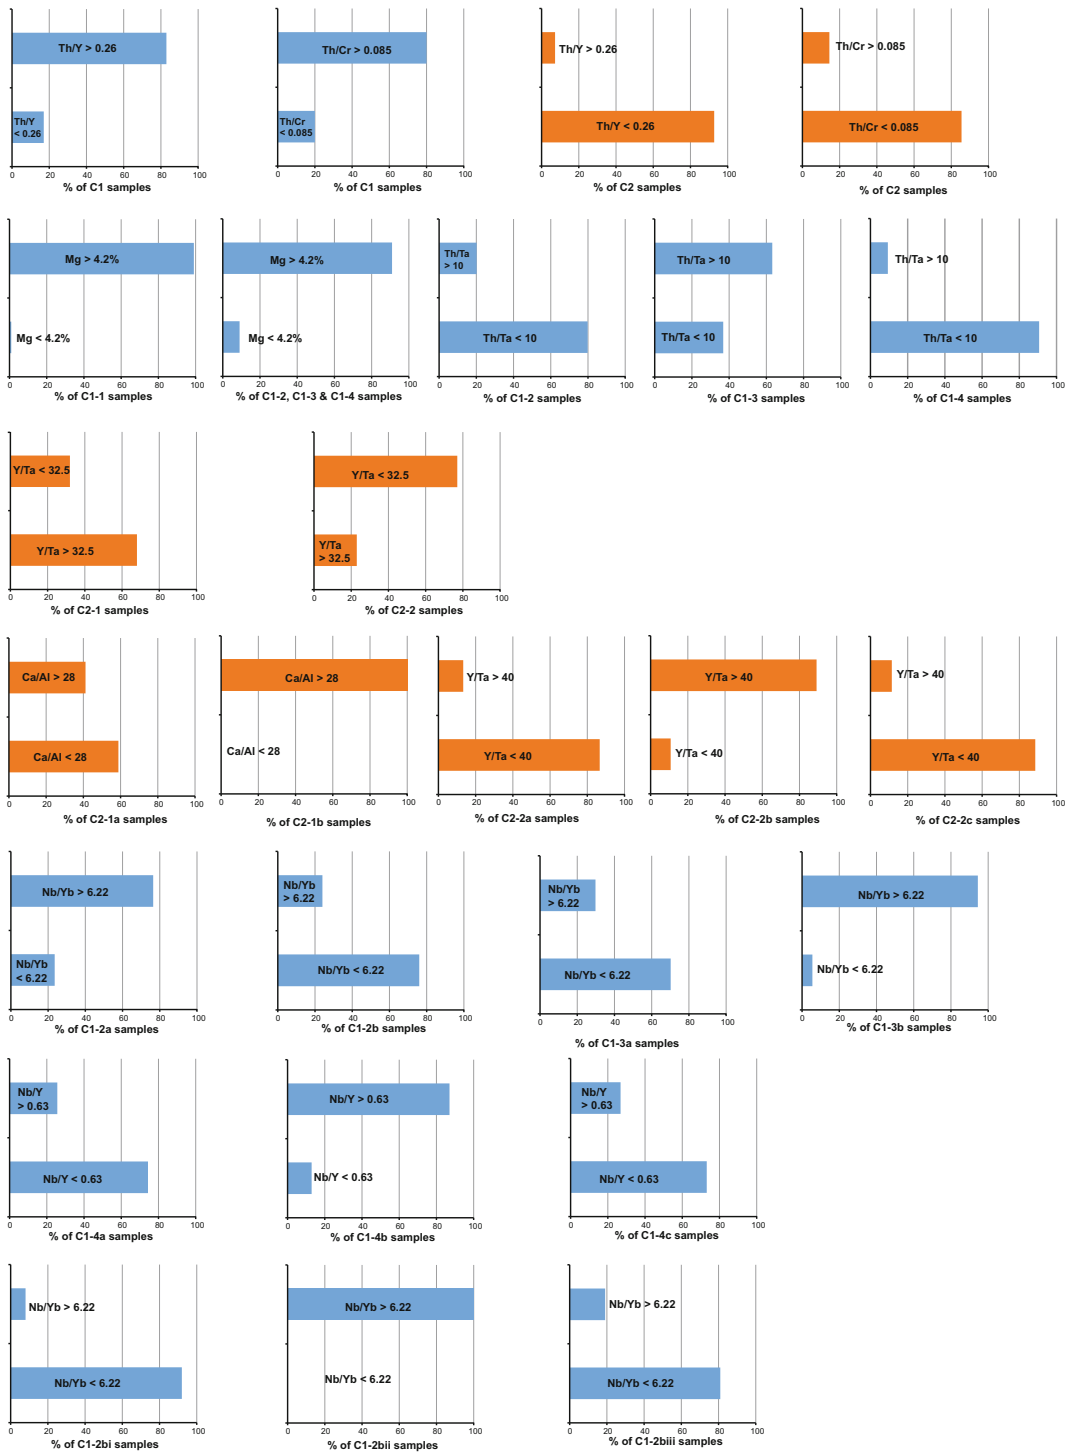 Th/Y > 0.26
Th/Y
< 0.26
0 20 40 60 80 100
% of C1 samples
Th/Cr > 0.085
Th/Cr
< 0.085
0 20 40 60 80 100
% of C1 samples
Th/Y > 0.26
Th/Y < 0.26
0 20 40 60 80 100
% of C2 samples
Th/Cr > 0.085
Th/Cr < 0.085
0 20 40 60 80 100
% of C2 samples
Mg > 4.2%
Mg < 4.2%
0 20 40 60 80 100
% of C1-1 samples
Mg > 4.2%
Mg < 4.2%
0 20 40 60 80 100
% of C1-2, C1-3 & C1-4 samples
Th/Ta
> 10
Th/Ta < 10
0 20 40 60 80 100
% of C1-2 samples
Th/Ta > 10
Th/Ta < 10
0 20 40 60 80 100
% of C1-3 samples
Th/Ta > 10
Th/Ta < 10
0 20 40 60 80 100
% of C1-4 samples
Y/Ta < 32.5
Y/Ta > 32.5
0 20 40 60 80 100
% of C2-1 samples
Y/Ta < 32.5
Y/Ta
> 32.5
0 20 40 60 80 100
% of C2-2 samples
Ca/Al > 28
Ca/Al < 28
0 20 40 60 80 100
% of C2-1a samples
Ca/Al > 28
Ca/Al < 28
0 20 40 60 80 100
% of C2-1b samples
Y/Ta > 40
Y/Ta < 40
0 20 40 60 80 100
% of C2-2a samples
Y/Ta > 40
Y/Ta < 40
0 20 40 60 80 100
% of C2-2b samples
Y/Ta > 40
Y/Ta < 40
0 20 40 60 80 100
% of C2-2c samples
Nb/Yb > 6.22
Nb/Yb
< 6.22
0 20 40 60 80 100
% of C1-2a samples
Nb/Yb
> 6.22
Nb/Yb < 6.22
0 20 40 60 80 100
% of C1-2b samples
Nb/Yb
> 6.22
Nb/Yb < 6.22
0 20 40 60 80 100
% of C1-3a samples
Nb/Yb > 6.22
Nb/Yb < 6.22
0 20 40 60 80 100
% of C1-3b samples
Nb/Y
> 0.63
Nb/Y < 0.63
0 20 40 60 80 100
% of C1-4a samples
Nb/Y > 0.63
Nb/Y < 0.63
0 20 40 60 80 100
% of C1-4b samples
Nb/Y
> 0.63
Nb/Y < 0.63
0 20 40 60 80 100
% of C1-4c samples
Nb/Yb > 6.22
Nb/Yb < 6.22
0 20 40 60 80 100
% of C1-2bi samples
Nb/Yb > 6.22
Nb/Yb < 6.22
0 20 40 60 80 100
% of C1-2bii samples
Nb/Yb > 6.22
Nb/Yb < 6.22
0 20 40 60 80 100
% of C1-2biii samples